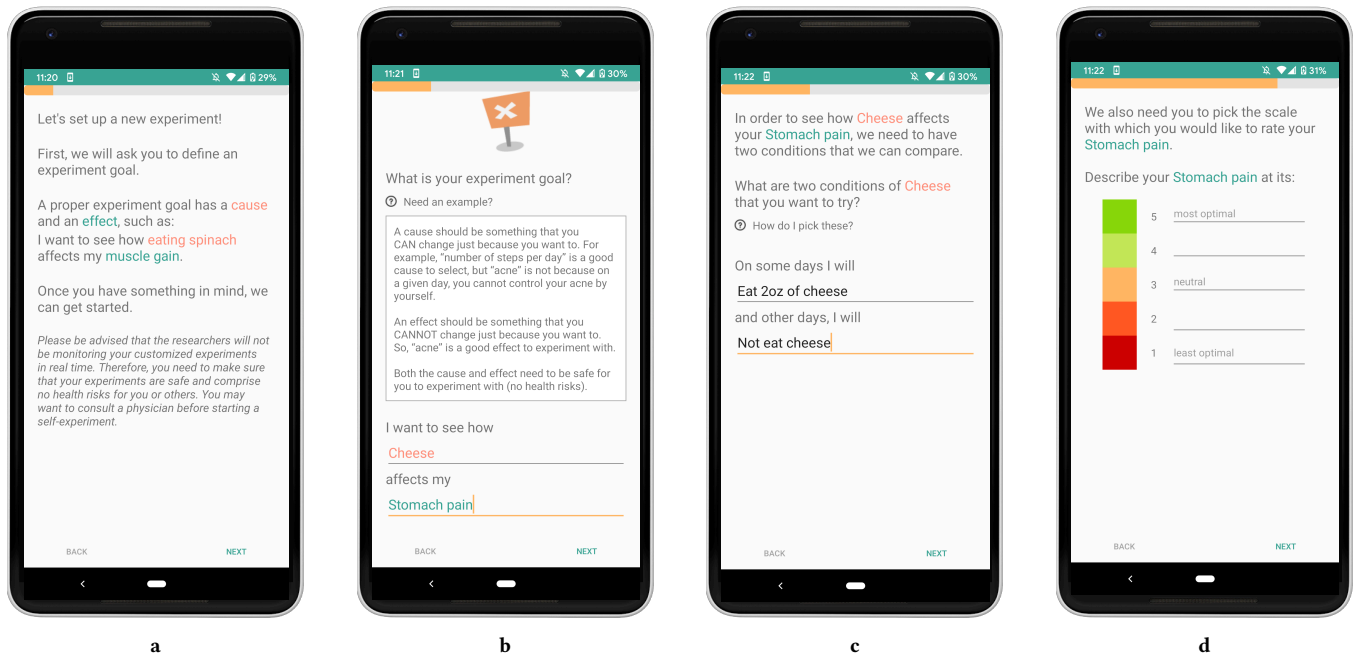 11:20
29%
Let's set up a new experiment!
First, we will ask you to define an
experiment goal.
A proper experiment goal has a cause
and an effect, such as:
I want to see how eating spinach
affects my muscle gain.
Once you have something in mind, we
can get started.
Please be advised that the researchers will not
be monitoring your customized experiments
in real time. Therefore, you need to make sure
that your experiments are safe and comprise
no health risks for you or others. You may
want to consult a physician before starting a
self-experiment.
BACK
NEXT
a
11:21
30%
What is your experiment goal?
Need an example?
A cause should be something that you
CAN change just because you want to. For
example, “number of steps per day” is a good
cause to select, but “acne” is not because on
a given day, you cannot control your acne by
yourself.
An effect should be something that you
CANNOT change just because you want to.
So, “acne” is a good effect to experiment with.
Both the cause and effect need to be safe for
you to experiment with (no health risks).
I want to see how
Cheese
affects my
Stomach pain
BACK
NEXT
b
11:22
30%
In order to see how Cheese affects
your Stomach pain, we need to have
two conditions that we can compare.
What are two conditions of Cheese
that you want to try?
How do I pick these?
On some days I will
Eat 2oz of cheese
and other days, I will
Not eat cheese
BACK
NEXT
c
11:22
31%
We also need you to pick the scale
with which you would like to rate your
Stomach pain.
Describe your Stomach pain at its:
5 most optimal
4
3 neutral
2
1 least optimal
BACK
NEXT
d